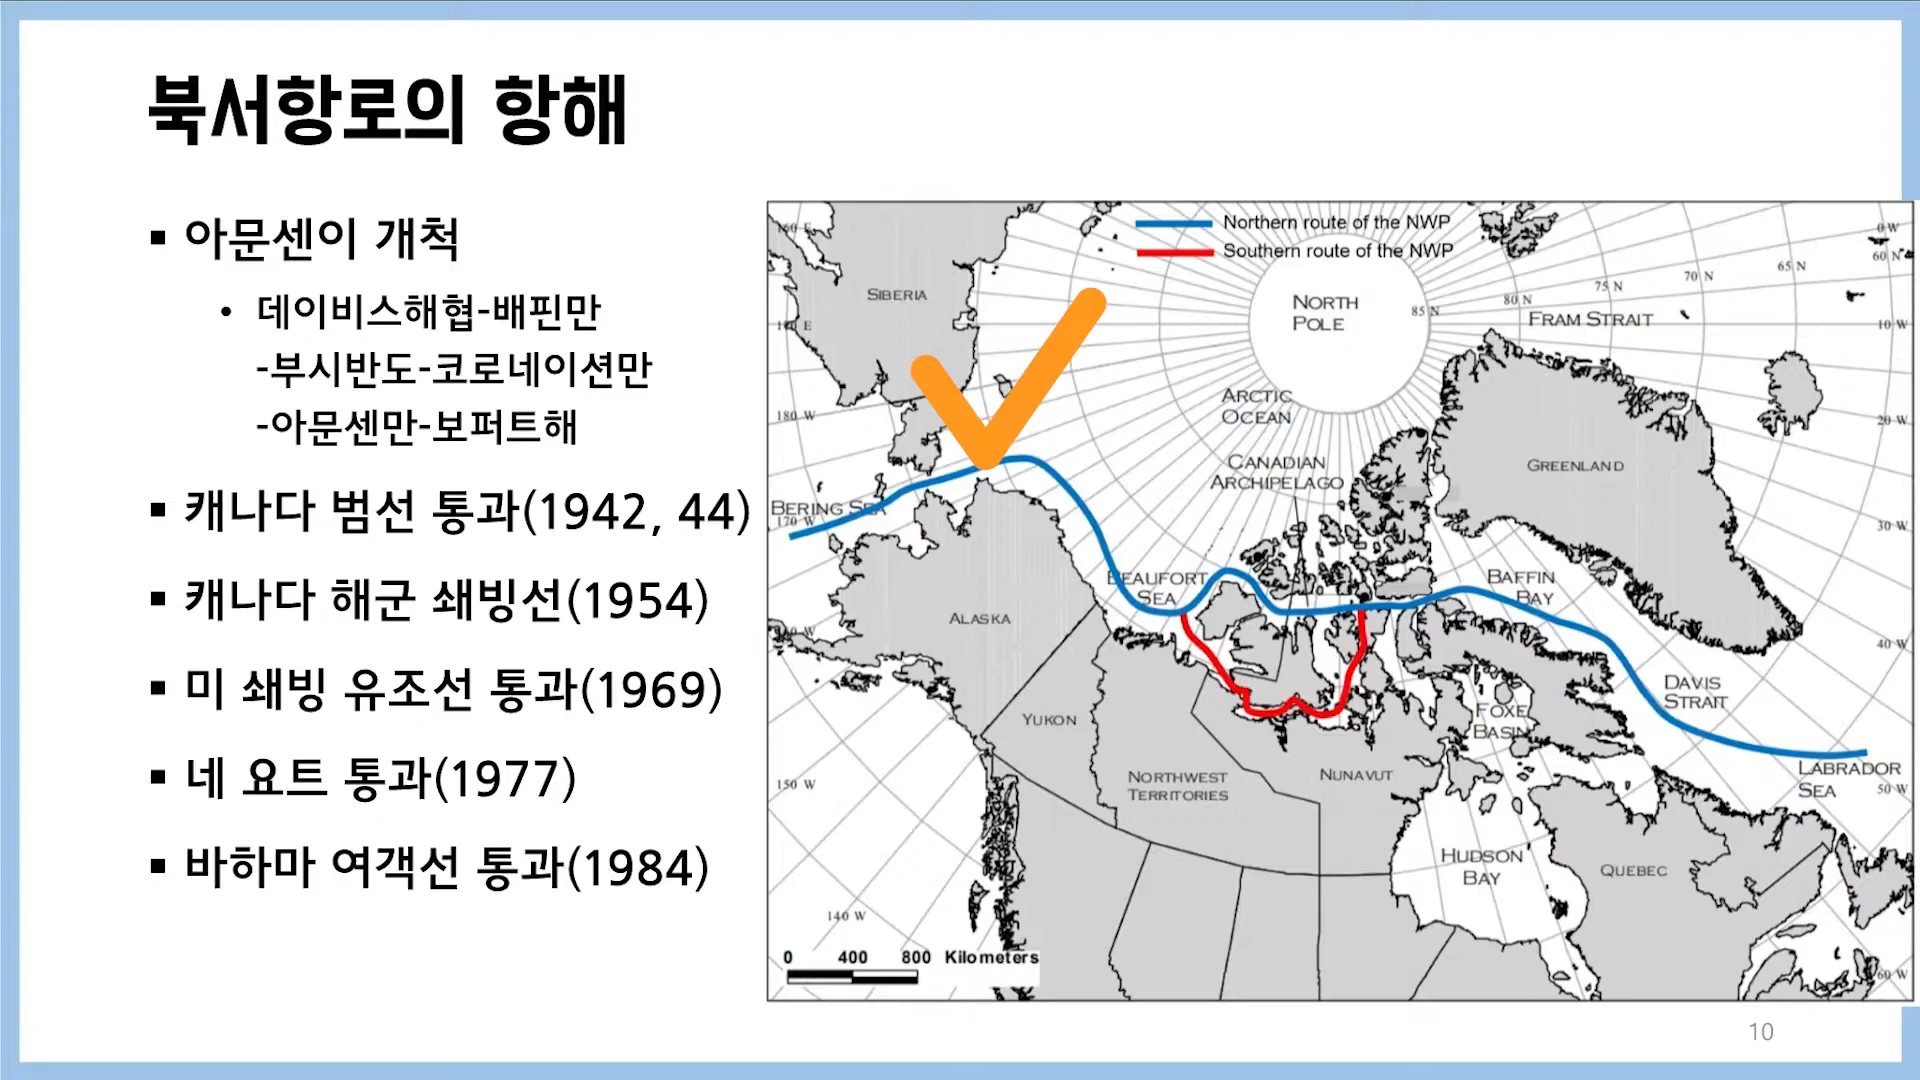 북서항로의 항해
▪ 아문센이 개척
• 데이비스해협-배핀만
-부시반도-코로네이션만
-아문센만-보퍼트해
▪ 캐나다 범선 통과(1942, 44)
▪ 캐나다 해군 쇄빙선(1954)
▪ 미 쇄빙 유조선 통과(1969)
▪ 네 요트 통과(1977)
▪ 바하마 여객선 통과(1984)
Northern route of the NWP
Southern route of the NWP
160 E
0 W
60 N
65 N
70 N
75 N
80 N
85 N
SIBERIA
NORTH
POLE
FRAM STRAIT
10 W
ARCTIC
OCEAN
180 W
20 W
CANADIAN
ARCHIPELAGO
GREENLAND
BERING SEA
170 W
30 W
BEAUFORT
SEA
BAFFIN
BAY
ALASKA
40 W
DAVIS
STRAIT
YUKON
FOXE
BASIN
NORTHWEST
TERRITORIES
NUNAVUT
LABRADOR
SEA
150 W
50 W
HUDSON
BAY
QUEBEC
140 W
0 400 800 Kilometers
60 W
10